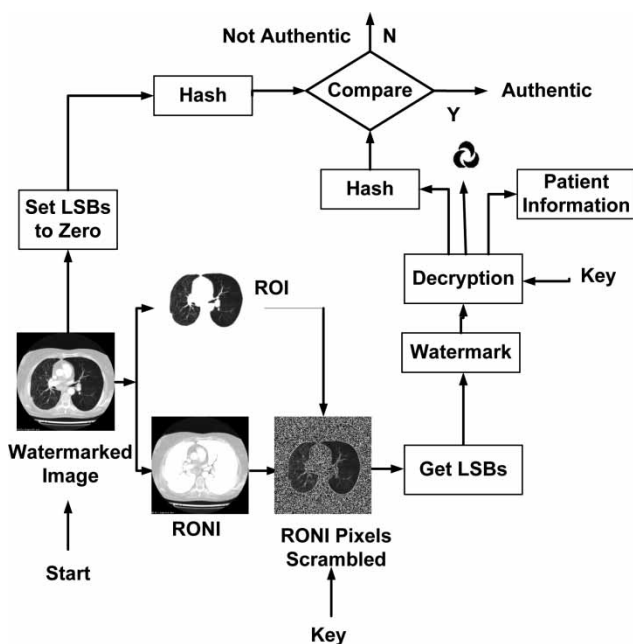 Not Authentic
N
Hash
Compare
Authentic
Y
Hash
Patient
Information
Set LSBs
to Zero
Decryption
Key
ROI
Watermark
Watermarked
Image
RONI
Get LSBs
RONI Pixels
Scrambled
Start
Key